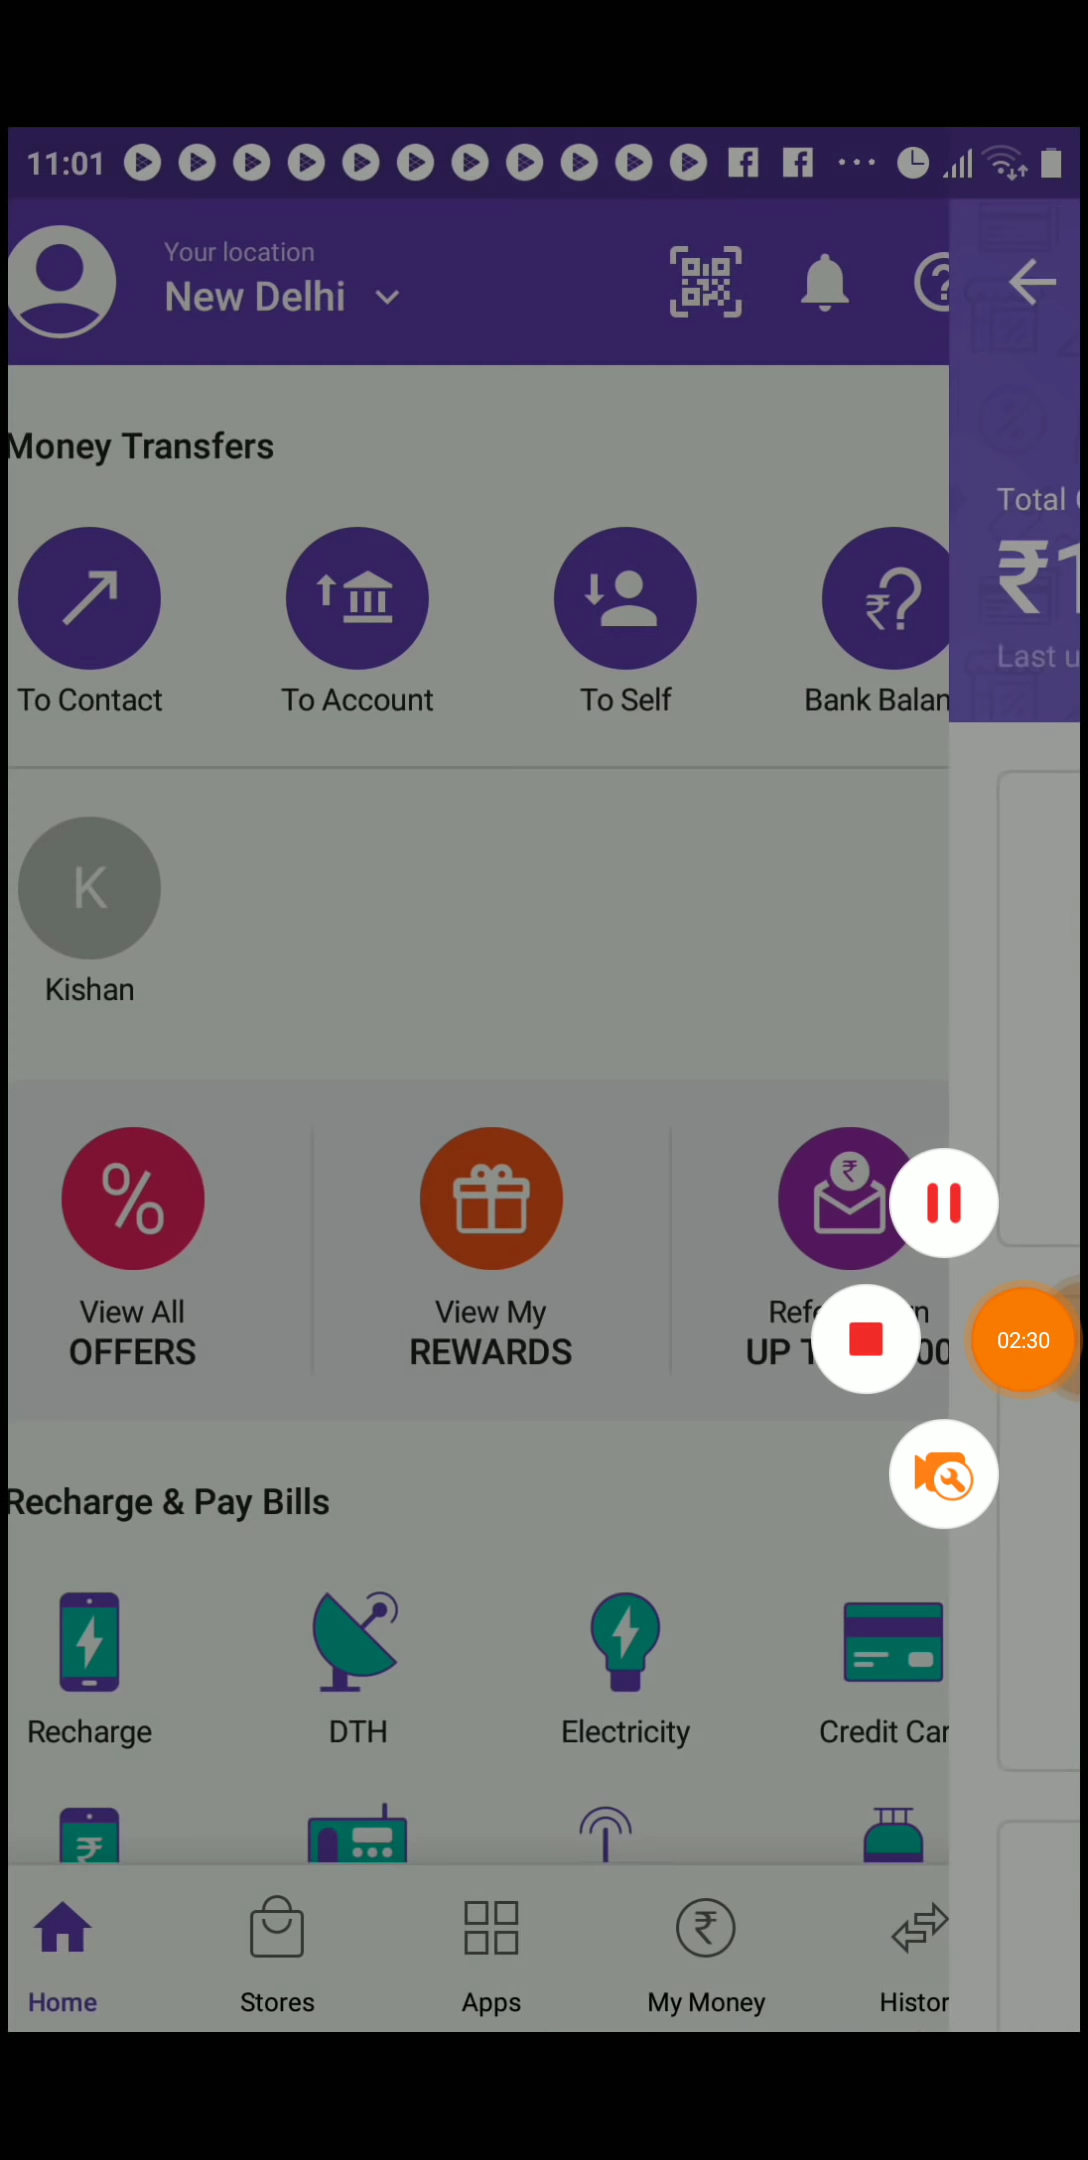 11:01
Your location
New Delhi
Money Transfers
Total
₹1
Last u
To Contact
To Account
To Self
Bank Balan
K
Kishan
View All
OFFERS
View My
REWARDS
UP
02:30
Recharge & Pay Bills
Recharge
DTH
Electricity
Credit Car
Home
Stores
Apps
My Money
Histor